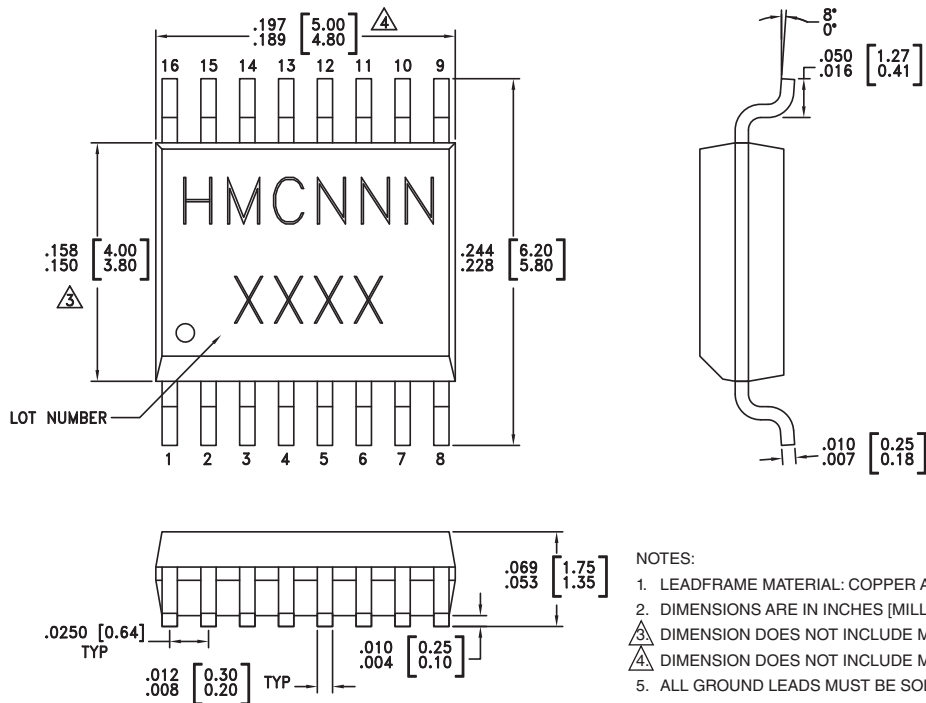 .197 [5.00] 4
.189 [4.80]
16 15 14 13 12 11 10 9
8°
0°
.050 [1.27]
.016 [0.41]
HMCNNN
XXXX
.158 [4.00]
.150 [3.80]
3
.244 [6.20]
.228 [5.80]
LOT NUMBER
1 2 3 4 5 6 7 8
.010 [0.25]
.007 [0.18]
.069 [1.75]
.053 [1.35]
.0250 [0.64]
TYP
.012 [0.30]
.008 [0.20]
TYP
.010 [0.25]
.004 [0.10]
NOTES:
1. LEADFRAME MATERIAL: COPPER
2. DIMENSIONS ARE IN INCHES
3. DIMENSION DOES NOT INCLUDE
4. DIMENSION DOES NOT INCLUDE
5. ALL GROUND LEADS MUST BE